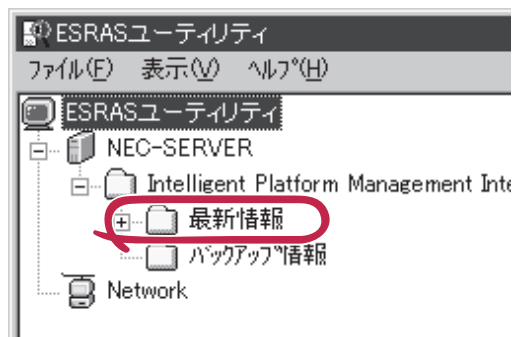 ESRASユーティリティ
ファイル(F) 表示(V) ヘルプ(H)
ESRASユーティリティ
NEC-SERVER
Intelligent Platform Management Inte
最新情報
バックアップ情報
Network